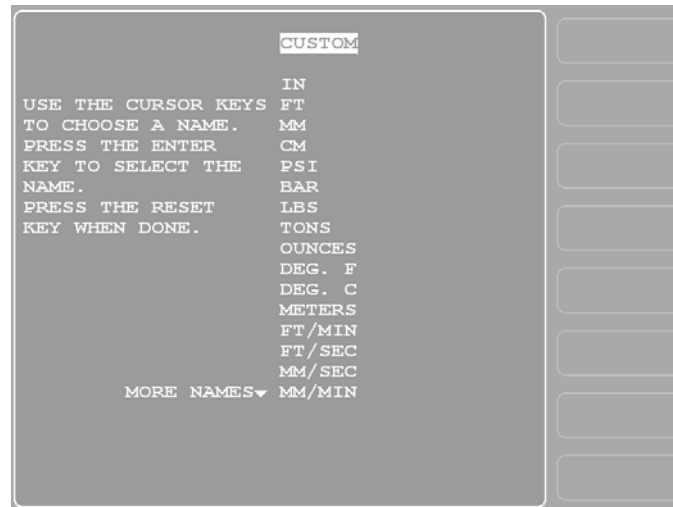 CUSTOM
IN
USE THE CURSOR KEYS FT
TO CHOOSE A NAME. MM
PRESS THE ENTER CM
KEY TO SELECT THE PSI
NAME. BAR
PRESS THE RESET LBS
KEY WHEN DONE. TONS
OUNCES
DEG. F
DEG. C
METERS
FT/MIN
FT/SEC
MM/SEC
MORE NAMES▾ MM/MIN